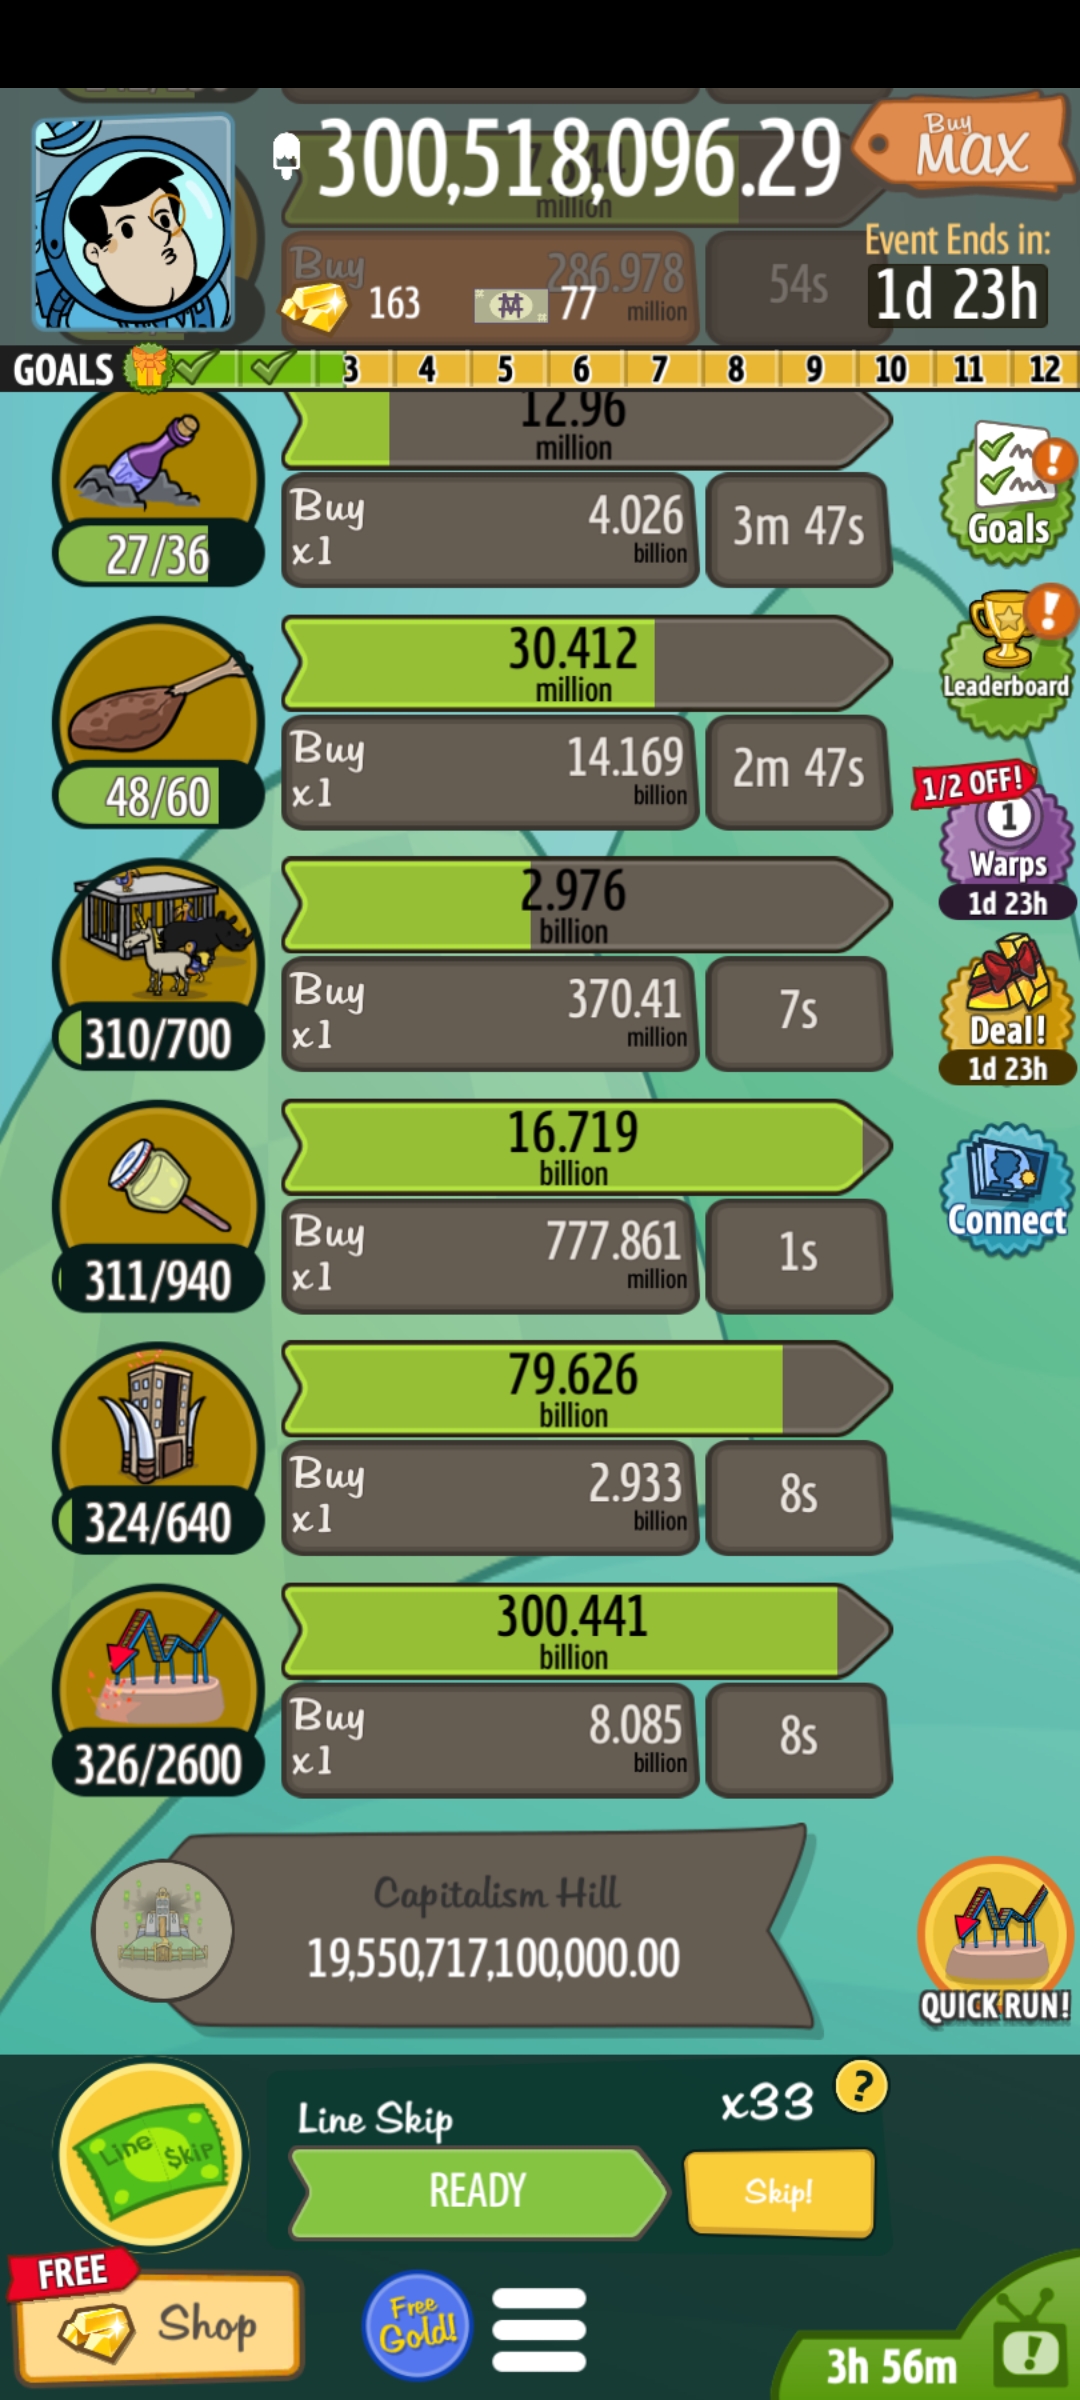 300,518,096.29
Buy
MAX
million
Buy
286.978
million
54s
163
77
Event Ends in:
1d 23h
GOALS 3 4 5 6 7 8 9 10 11 12
12.96
million
27/36
Buy
x1
4.026
billion
3m 47s
Goals
30.412
million
48/60
Buy
x1
14.169
billion
2m 47s
Leaderboard
1/2 OFF!
1
Warps
1d 23h
2.976
billion
310/700
Buy
x1
370.41
million
7s
Deal!
1d 23h
16.719
billion
311/940
Buy
x1
777.861
million
1s
Connect
79.626
billion
324/640
Buy
x1
2.933
billion
8s
300.441
billion
326/2600
Buy
x1
8.085
billion
8s
Capitalism Hill
19,550,717,100,000.00
QUICK RUN!
Line $kip
Line Skip
x33
?
READY
Skip!
FREE
Shop
Free
Gold!
3h 56m